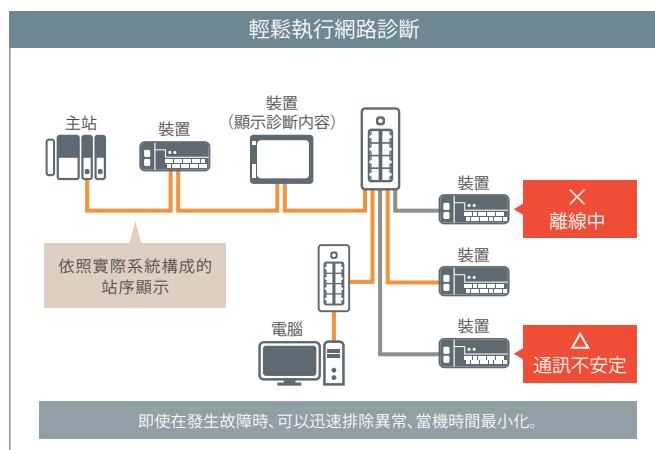 輕鬆執行網路診斷
主站
裝置
裝置
（顯示診斷内容）
裝置
離線中
依照實際系統構成的
站序顯示
裝置
電腦
裝置
通訊不安定
即使在發生故障時、可以迅速排除異常、當機時間最小化。